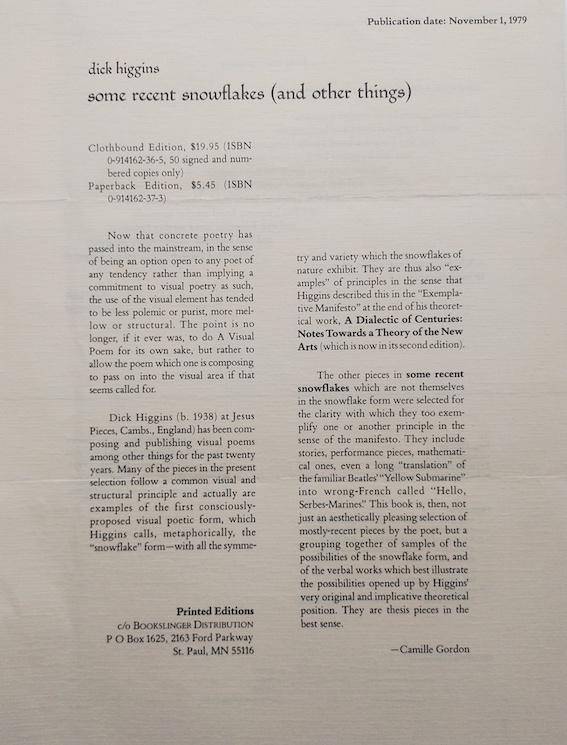 Publication date: November 1, 1979
dick higgins
some recent snowflakes (and other things)
Clothbound Edition, $19.95 (ISBN
0-914162-36-5, 50 signed and num-
bered copies only)
Paperback Edition, $5.45 (ISBN
0-914162-37-3)
Now that concrete poetry has
passed into the mainstream, in the sense
of being an option open to any poet of
any tendency rather than implying a
commitment to visual poetry as such,
the use of the visual element has tended
to be less polemic or purist, more mel-
low or structural. The point is no
longer, if it ever was, to do A Visual
Poem for its own sake, but rather to
allow the poem which one is composing
to pass on into the visual area if that
seems called for.
Dick Higgins (b. 1938) at Jesus
Pieces, Cambs., England) has been com-
posing and publishing visual poems
among other things for the past twenty
years. Many of the pieces in the present
selection follow a common visual and
structural principle and actually are
examples of the first consciously-
proposed visual poetic form, which
Higgins calls, metaphorically, the
"snowflake" form—with all the symme-
try and variety which the snowflakes of
nature exhibit. They are thus also "ex-
amples" of principles in the sense that
Higgins described this in the "Exempla-
tive Manifesto" at the end of his theoret-
ical work, A Dialectic of Centuries:
Notes Towards a Theory of the New
Arts (which is now in its second edition).
The other pieces in some recent
snowflakes which are not themselves
in the snowflake form were selected for
the clarity with which they too exem-
plify one or another principle in the
sense of the manifesto. They include
stories, performance pieces, mathemati-
cal ones, even a long "translation" of
the familiar Beatles' "Yellow Submarine"
into wrong-French called "Hello,
Serbes-Marines." This book is, then, not
just an aesthetically pleasing selection of
mostly-recent pieces by the poet, but a
grouping together of samples of the
possibilities of the snowflake form, and
of the verbal works which best illustrate
the possibilities opened up by Higgins'
very original and implicative theoretical
position. They are thesis pieces in the
best sense.
—Camille Gordon
Printed Editions
c/o BOOKSLINGER DISTRIBUTION
P O Box 1625, 2163 Ford Parkway
St. Paul, MN 55116